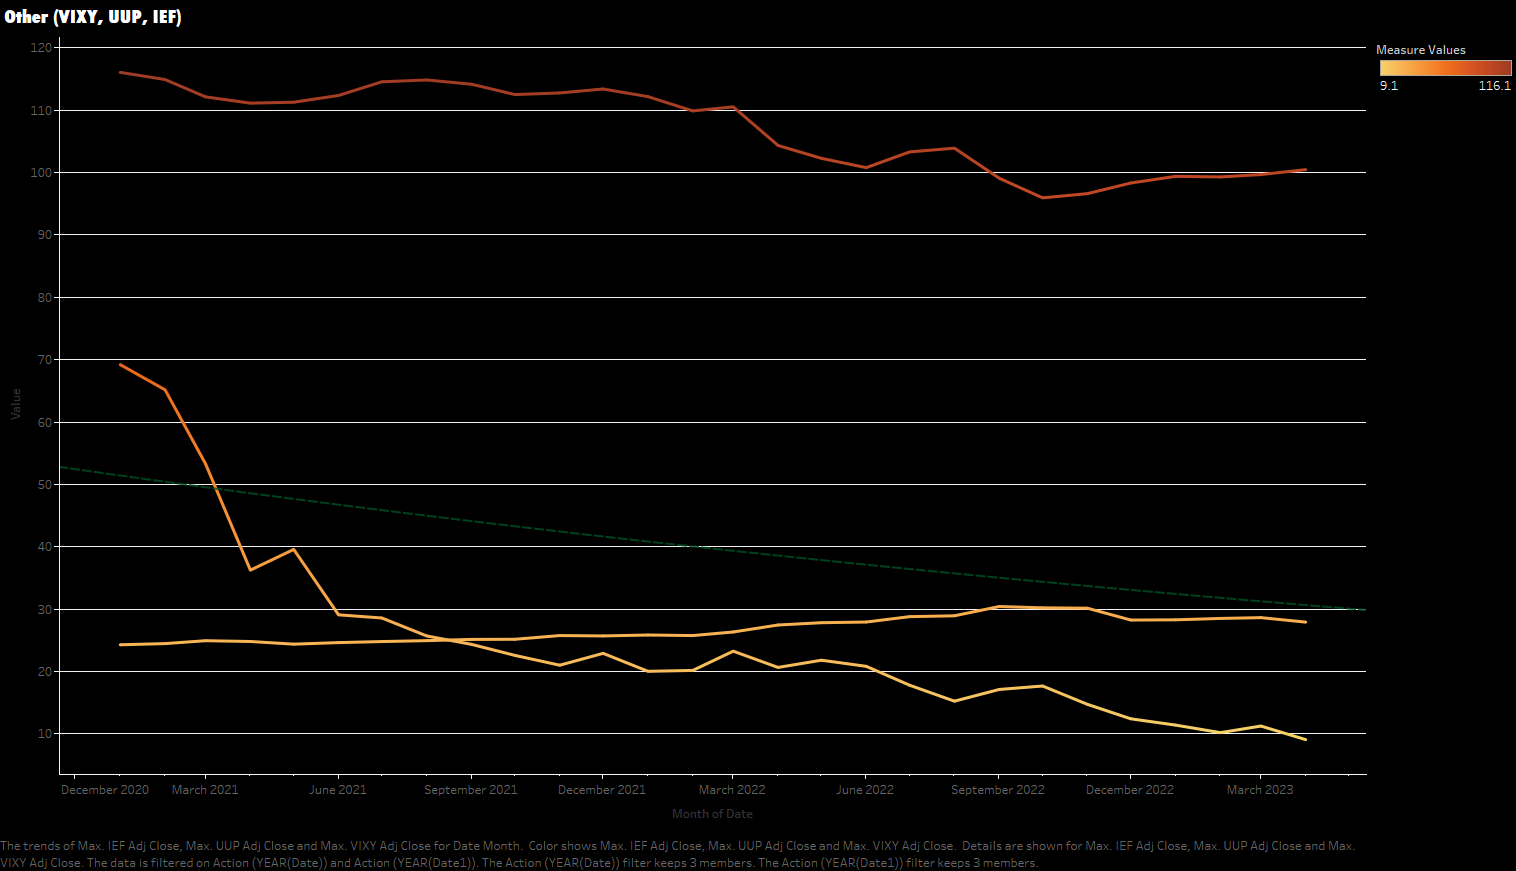 Other (VIXY, UUP, IEF)
Measure Values
9.1 116.1
120
110
100
90
80
70
60
50
40
30
20
10
Value
December 2020 March 2021 June 2021 September 2021 December 2021 March 2022 June 2022 September 2022 December 2022 March 2023
Month of Date
The trends of Max. IEF Adj Close, Max. UUP Adj Close and Max. VIXY Adj Close for Date Month.  Color shows Max. IEF Adj Close, Max. UUP Adj Close and Max. VIXY Adj Close.  Details are shown for Max. IEF Adj Close, Max. UUP Adj Close and Max.
VIXY Adj Close. The data is filtered on Action (YEAR(Date)) and Action (YEAR(Date1)). The Action (YEAR(Date)) filter keeps 3 members. The Action (YEAR(Date1)) filter keeps 3 members.